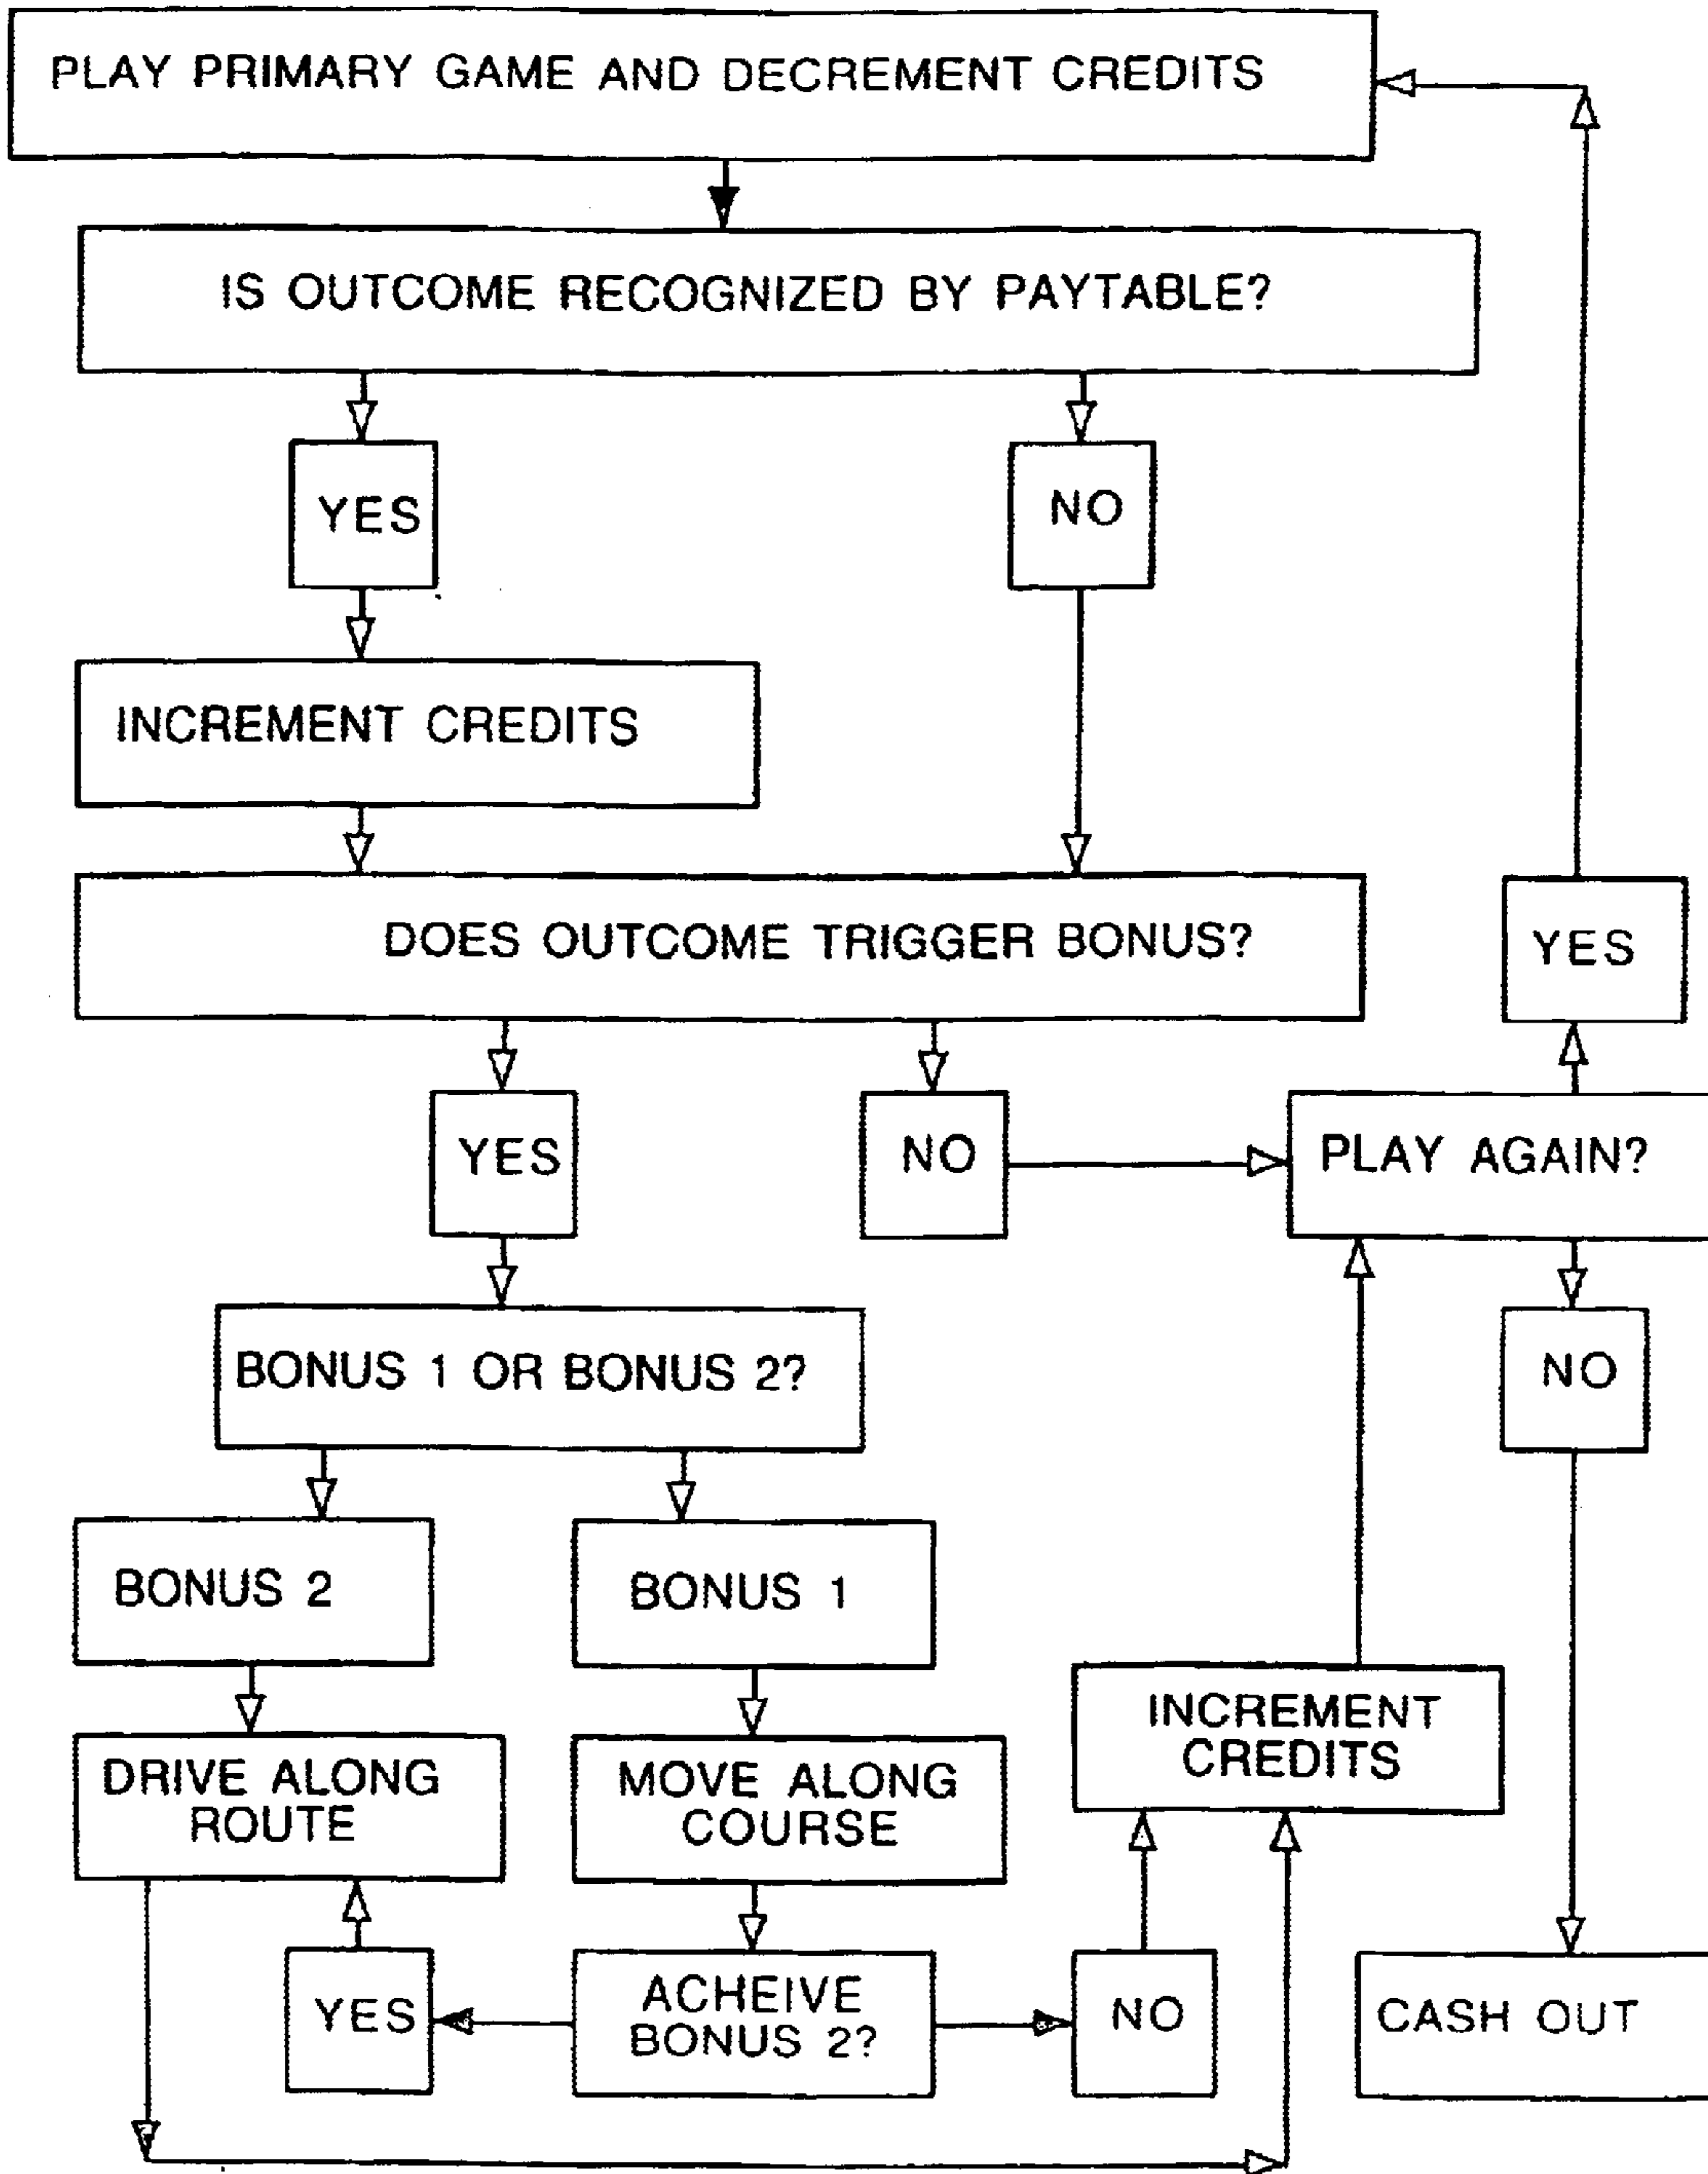 PLAY PRIMARY GAME AND DECREMENT CREDITS
IS OUTCOME RECOGNIZED BY PAYTABLE?
YES
NO
INCREMENT CREDITS
DOES OUTCOME TRIGGER BONUS?
YES
YES
NO
PLAY AGAIN?
BONUS 1 OR BONUS 2?
NO
BONUS 2
BONUS 1
INCREMENT
CREDITS
DRIVE ALONG
ROUTE
MOVE ALONG
COURSE
YES
ACHEIVE
BONUS 2?
NO
CASH OUT